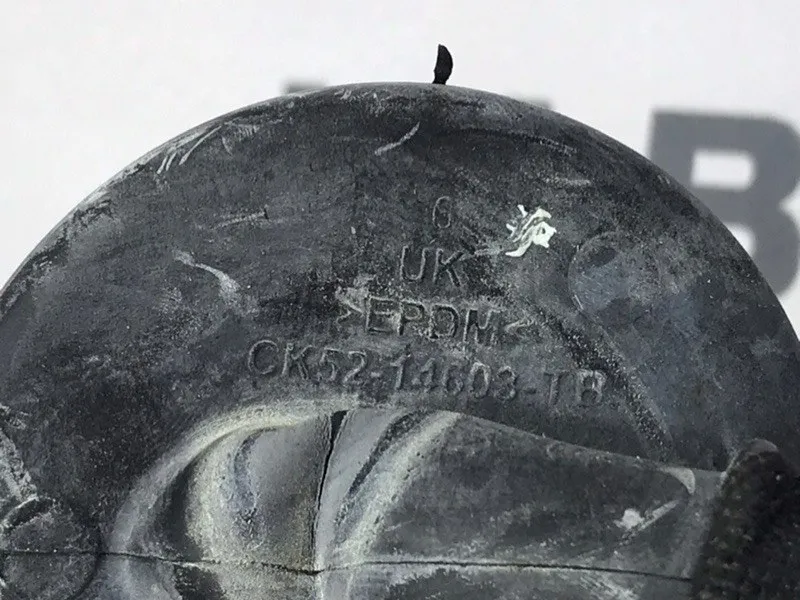 6
UK
>EPDM<
CK52-14603-TB
B